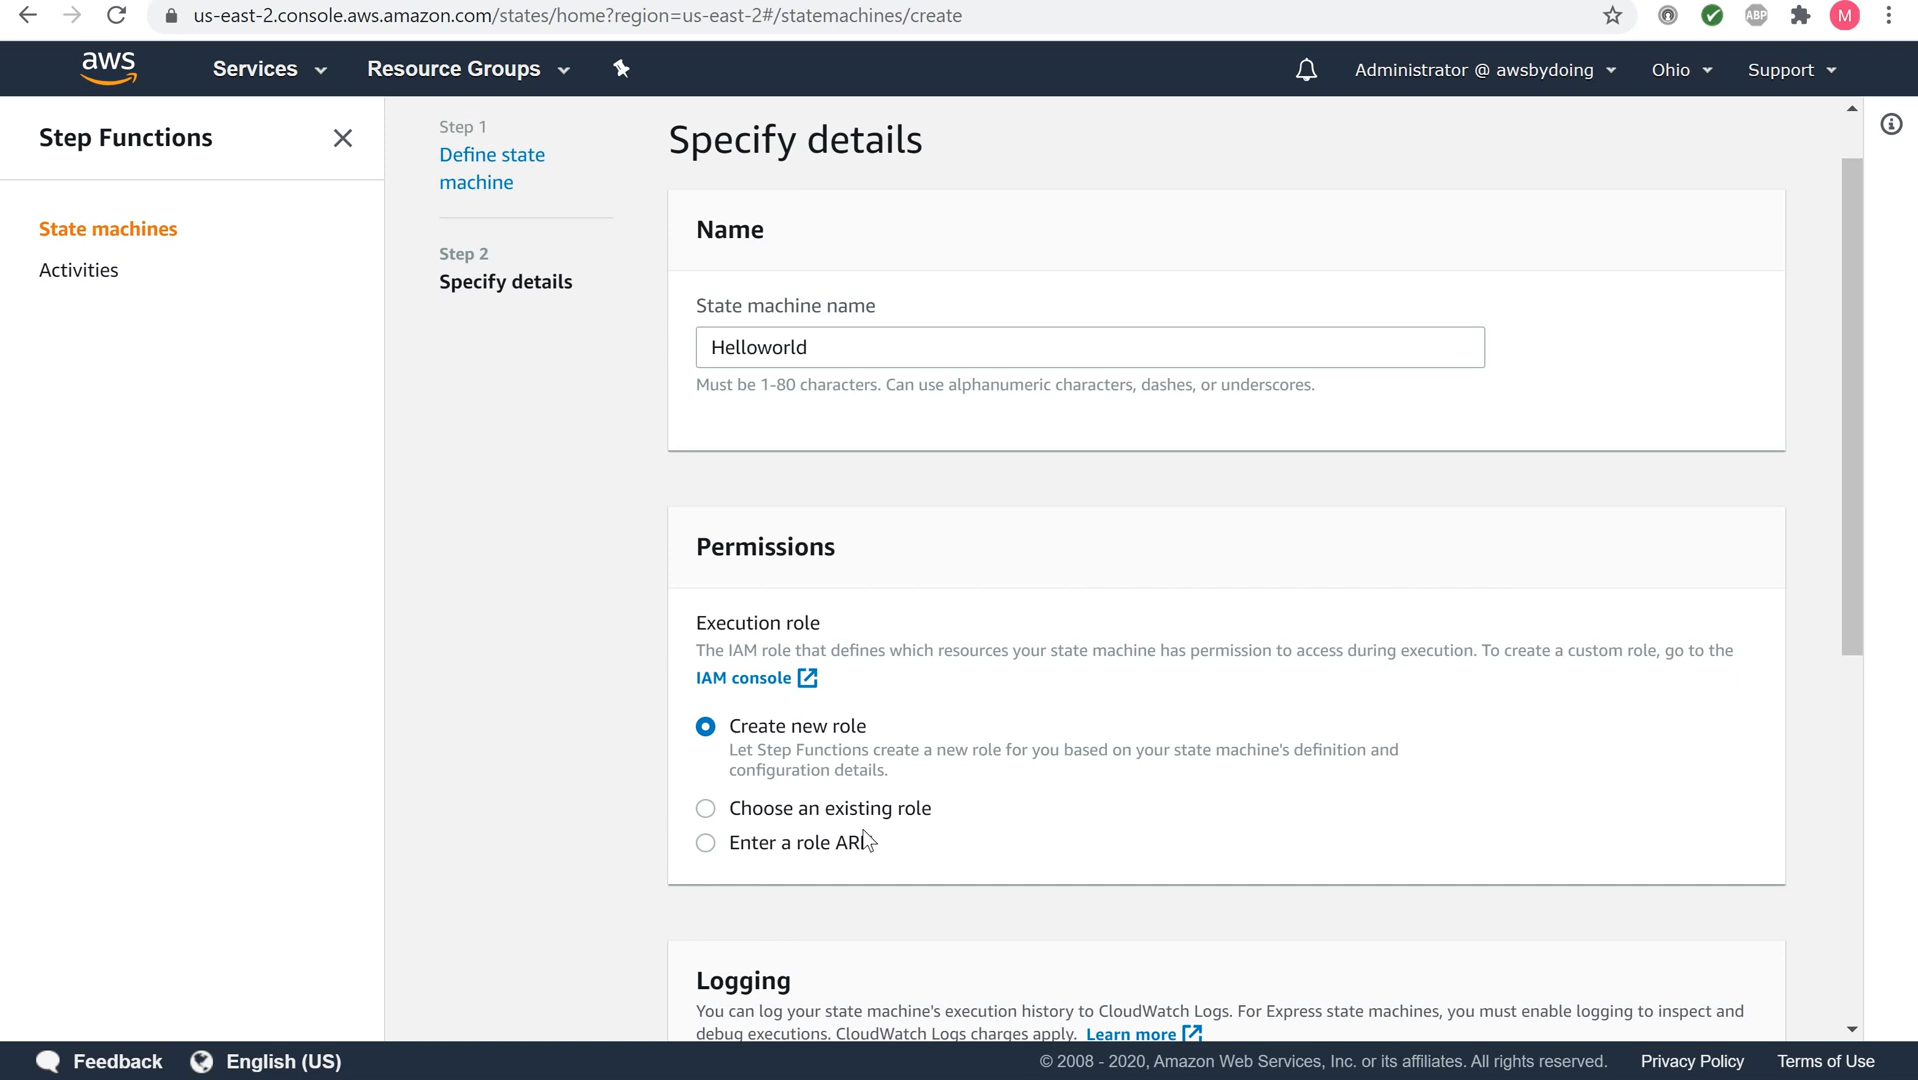 us-east-2.console.aws.amazon.com/states/home?region=us-east-2#/statemachines/create
ABP
M
aws
Services
Resource Groups
Administrator @ awsbydoing
Ohio
Support
Step Functions
State machines
Activities
Step 1
Define state
machine
Step 2
Specify details
Specify details
Name
State machine name
Helloworld
Must be 1-80 characters. Can use alphanumeric characters, dashes, or underscores.
Permissions
Execution role
The IAM role that defines which resources your state machine has permission to access during execution. To create a custom role, go to the
IAM console
Create new role
Let Step Functions create a new role for you based on your state machine's definition and
configuration details.
Choose an existing role
Enter a role
Logging
You can log your state machine's execution history to CloudWatch Logs. For Express state machines, you must enable logging to inspect and
debug executions. CloudWatch Logs charges apply. Learn more
Feedback
English (US)
© 2008 - 2020, Amazon Web Services, Inc. or its affiliates. All rights reserved.
Privacy Policy
Terms of Use